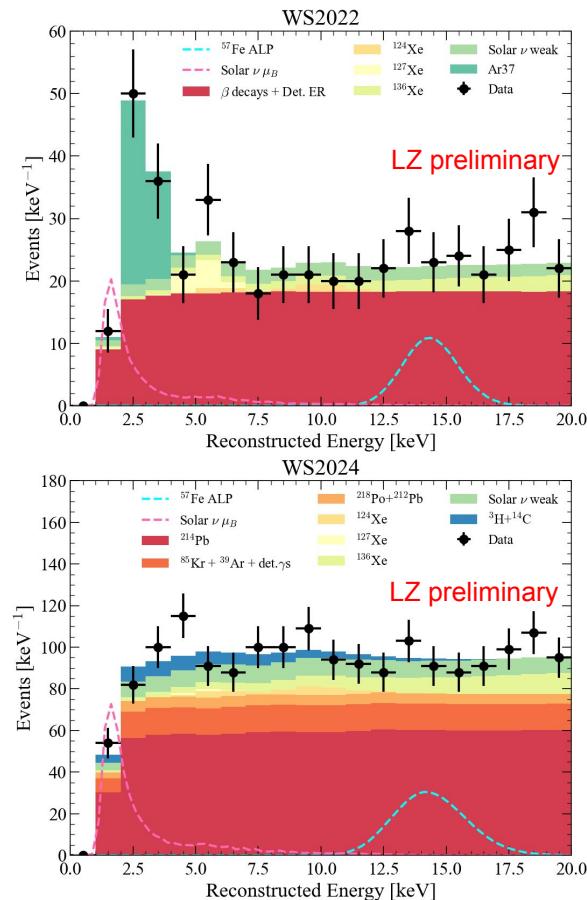 WS2022
⁵⁷Fe ALP
Solar ν μ_B
β decays + Det. ER
¹²⁴Xe
¹²⁷Xe
¹³⁶Xe
Solar ν weak
Ar37
Data
LZ preliminary
60
50
40
30
20
10
0
Events [keV⁻¹]
0.0 2.5 5.0 7.5 10.0 12.5 15.0 17.5 20.0
Reconstructed Energy [keV]
WS2024
⁵⁷Fe ALP
Solar ν μ_B
²¹⁴Pb
⁸⁵Kr + ³⁹Ar + det.γs
²¹⁸Po+²¹²Pb
¹²⁴Xe
¹²⁷Xe
¹³⁶Xe
Solar ν weak
³H+¹⁴C
Data
LZ preliminary
180
160
140
120
100
80
60
40
20
0
Events [keV⁻¹]
0.0 2.5 5.0 7.5 10.0 12.5 15.0 17.5 20.0
Reconstructed Energy [keV]